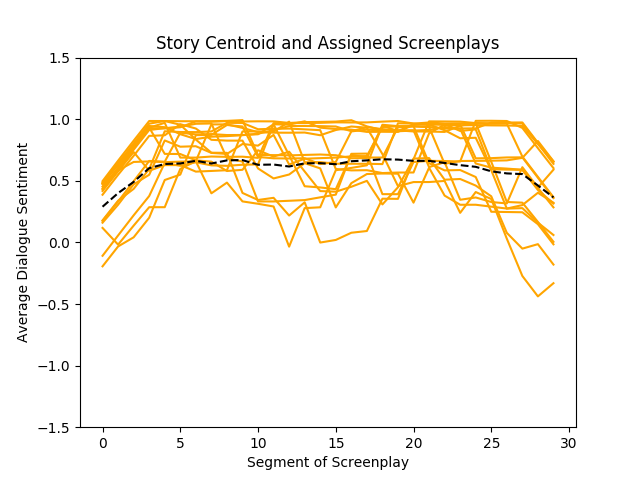 Story Centroid and Assigned Screenplays
1.5
1.0
0.5
0.0
−0.5
−1.0
−1.5
Average Dialogue Sentiment
0 5 10 15 20 25 30
Segment of Screenplay